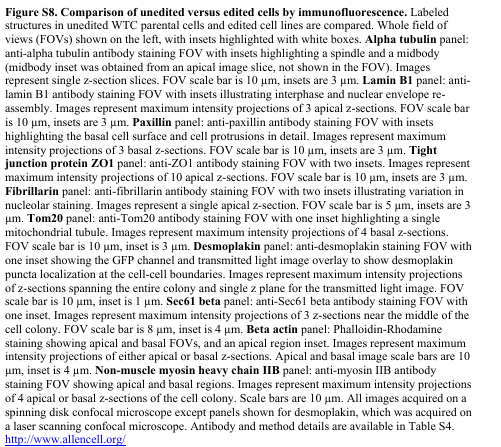 Figure S8. Comparison of unedited versus edited cells by immunofluorescence. Labeled
structures in unedited WTC parental cells and edited cell lines are compared. Whole field of
views (FOVs) shown on the left, with insets highlighted with white boxes. Alpha tubulin panel:
anti-alpha tubulin antibody staining FOV with insets highlighting a spindle and a midbody
(midbody inset was obtained from an apical image slice, not shown in the FOV). Images
represent single z-section slices. FOV scale bar is 10 µm, insets are 3 µm. Lamin B1 panel: anti-
lamin B1 antibody staining FOV with insets illustrating interphase and nuclear envelope re-
assembly. Images represent maximum intensity projections of 3 apical z-sections. FOV scale bar
is 10 µm, insets are 3 µm. Paxillin panel: anti-paxillin antibody staining FOV with insets
highlighting the basal cell surface and cell protrusions in detail. Images represent maximum
intensity projections of 3 basal z-sections. FOV scale bar is 10 µm, insets are 3 µm. Tight
junction protein ZO1 panel: anti-ZO1 antibody staining FOV with two insets. Images represent
maximum intensity projections of 10 apical z-sections. FOV scale bar is 10 µm, insets are 3 µm.
Fibrillarin panel: anti-fibrillarin antibody staining FOV with two insets illustrating variation in
nucleolar staining. Images represent a single apical z-section. FOV scale bar is 5 µm, insets are 3
µm. Tom20 panel: anti-Tom20 antibody staining FOV with one inset highlighting a single
mitochondrial tubule. Images represent maximum intensity projections of 4 basal z-sections.
FOV scale bar is 10 µm, inset is 3 µm. Desmoplakin panel: anti-desmoplakin staining FOV with
one inset showing the GFP channel and transmitted light image overlay to show desmoplakin
puncta localization at the cell-cell boundaries. Images represent maximum intensity projections
of z-sections spanning the entire colony and single z plane for the transmitted light image. FOV
scale bar is 10 µm, inset is 1 µm. Sec61 beta panel: anti-Sec61 beta antibody staining FOV with
one inset. Images represent maximum intensity projections of 3 z-sections near the middle of the
cell colony. FOV scale bar is 8 µm, inset is 4 µm. Beta actin panel: Phalloidin-Rhodamine
staining showing apical and basal FOVs, and an apical region inset. Images represent maximum
intensity projections of either apical or basal z-sections. Apical and basal image scale bars are 10
µm, inset is 4 µm. Non-muscle myosin heavy chain IIB panel: anti-myosin IIB antibody
staining FOV showing apical and basal regions. Images represent maximum intensity projections
of 4 apical or basal z-sections of the cell colony. Scale bars are 10 µm. All images acquired on a
spinning disk confocal microscope except panels shown for desmoplakin, which was acquired on
a laser scanning confocal microscope. Antibody and method details are available in Table S4.
http://www.allencell.org/